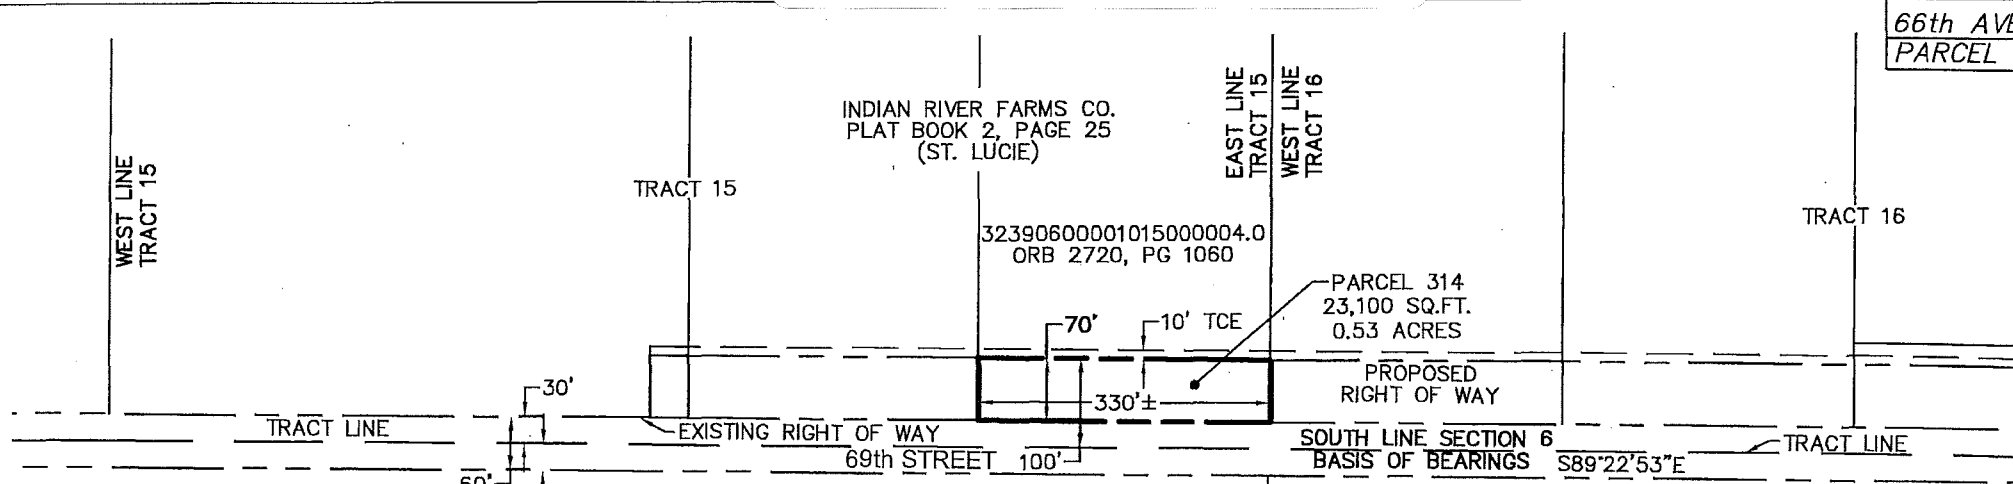 66th AVE
PARCEL
INDIAN RIVER FARMS CO.
PLAT BOOK 2, PAGE 25
(ST. LUCIE)
WEST LINE
TRACT 15
TRACT 15
EAST LINE
TRACT 15
WEST LINE
TRACT 16
TRACT 16
32390600001015000004.0
ORB 2720, PG 1060
PARCEL 314
23,100 SQ.FT.
0.53 ACRES
70'
10' TCE
PROPOSED
RIGHT OF WAY
30'
330'±
TRACT LINE
EXISTING RIGHT OF WAY
69th STREET
100'
SOUTH LINE SECTION 6
BASIS OF BEARINGS S89°22'53"E
TRACT LINE
60'